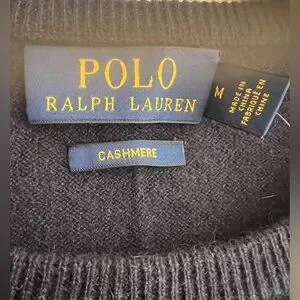 POLO
RALPH LAUREN
M
MADE IN
CHINA
FABRIQUÉ EN
CHINE
CASHMERE